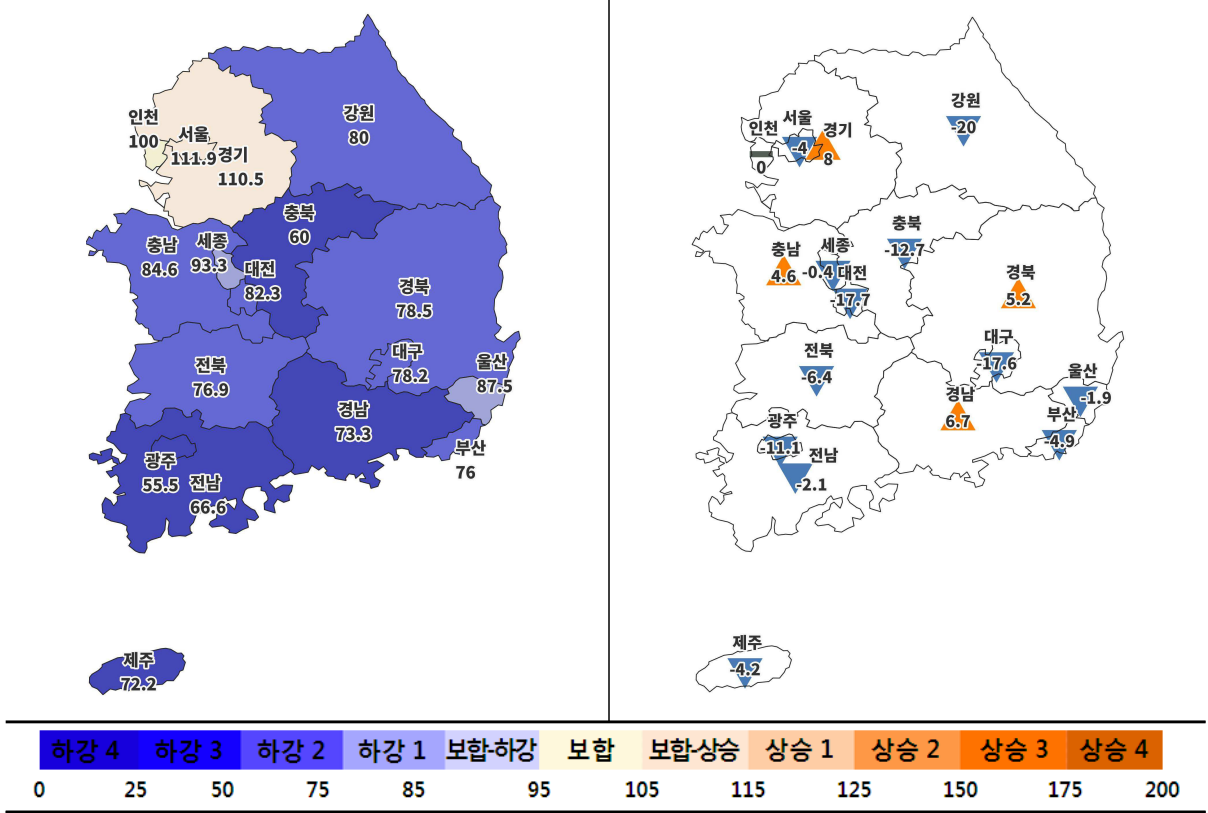 인천
100
서울
111.9
경기
110.5
강원
80
충북
60
충남
84.6
세종
93.3
대전
82.3
경북
78.5
전북
76.9
대구
78.2
울산
87.5
경남
73.3
부산
76
광주
55.5
전남
66.6
제주
72.2
인천
0
서울
-4
경기
8
강원
-20
충북
-12.7
충남
4.6
세종
-0.4
대전
-17.7
경북
5.2
전북
-6.4
대구
-17.6
울산
-1.9
경남
6.7
부산
-4.9
광주
-11.1
전남
-2.1
제주
-4.2
하강 4 하강 3 하강 2 하강 1 보합-하강 보합 보합-상승 상승 1 상승 2 상승 3 상승 4
0 25 50 75 85 95 105 115 125 150 175 200